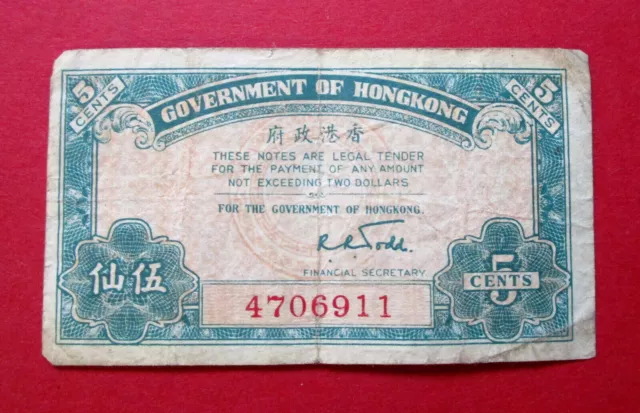 5 CENTS
5 CENTS
GOVERNMENT OF HONGKONG
府政港香
THESE NOTES ARE LEGAL TENDER
FOR THE PAYMENT OF ANY AMOUNT
NOT EXCEEDING TWO DOLLARS
FOR THE GOVERNMENT OF HONGKONG.
R.R. Todd.
FINANCIAL SECRETARY
仙伍
5 CENTS
4706911